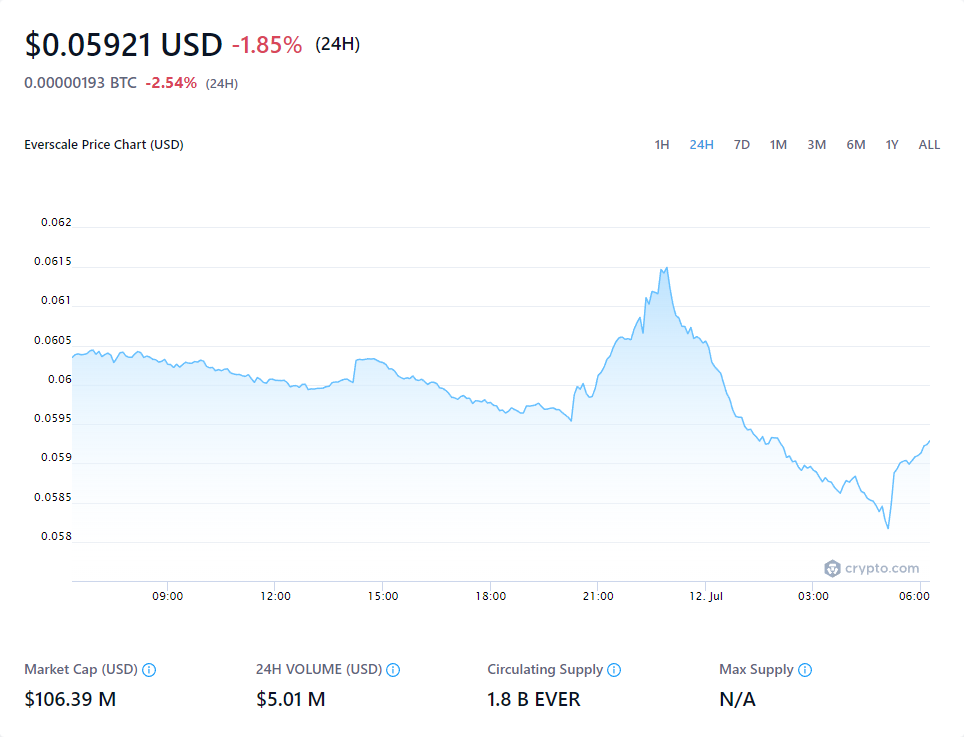 $0.05921 USD -1.85% (24H)
0.00000193 BTC -2.54% (24H)
Everscale Price Chart (USD)
1H 24H 7D 1M 3M 6M 1Y ALL
0.062
0.0615
0.061
0.0605
0.06
0.0595
0.059
0.0585
0.058
crypto.com
09:00 12:00 15:00 18:00 21:00 12. Jul 03:00 06:00
Market Cap (USD) 24H VOLUME (USD) Circulating Supply Max Supply
$106.39 M $5.01 M 1.8 B EVER N/A